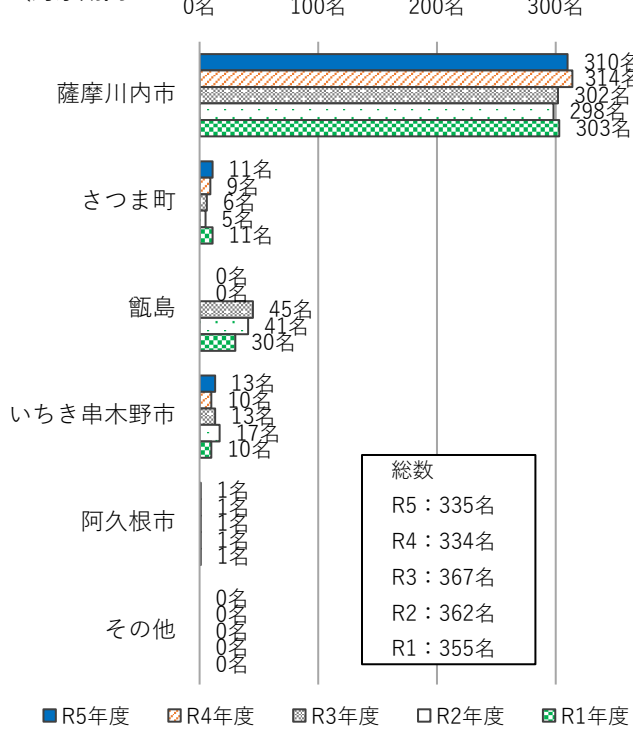 0名 100名 200名 300名
薩摩川内市
310名
314名
302名
298名
303名
さつま町
11名
9名
6名
5名
11名
甑島
0名
0名
45名
41名
30名
いちき串木野市
13名
10名
13名
17名
10名
阿久根市
1名
1名
1名
1名
1名
その他
0名
0名
0名
0名
0名
総数
R5：335名
R4：334名
R3：367名
R2：362名
R1：355名
R5年度 R4年度 R3年度 R2年度 R1年度